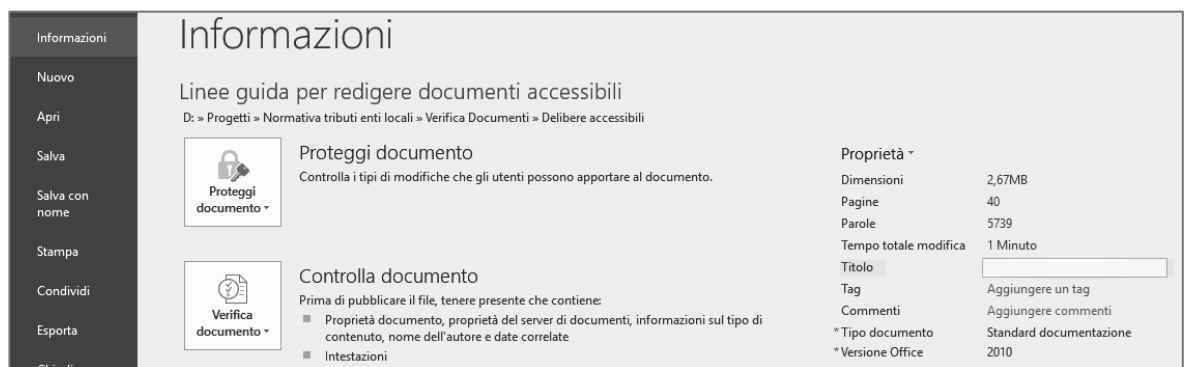 Informazioni
Nuovo
Apri
Salva
Salva con
nome
Stampa
Condividi
Esporta
Informazioni
Linee guida per redigere documenti accessibili
D: » Progetti » Normativa tributi enti locali » Verifica Documenti » Delibere accessibili
Proteggi
documento
Proteggi documento
Controlla i tipi di modifiche che gli utenti possono apportare al documento.
Verifica
documento
Controlla documento
Prima di pubblicare il file, tenere presente che contiene:
Proprietà documento, proprietà del server di documenti, informazioni sul tipo di
contenuto, nome dell'autore e date correlate
Intestazioni
Proprietà
Dimensioni 2,67MB
Pagine 40
Parole 5739
Tempo totale modifica 1 Minuto
Titolo
Tag Aggiungere un tag
Commenti Aggiungere commenti
* Tipo documento Standard documentazione
* Versione Office 2010